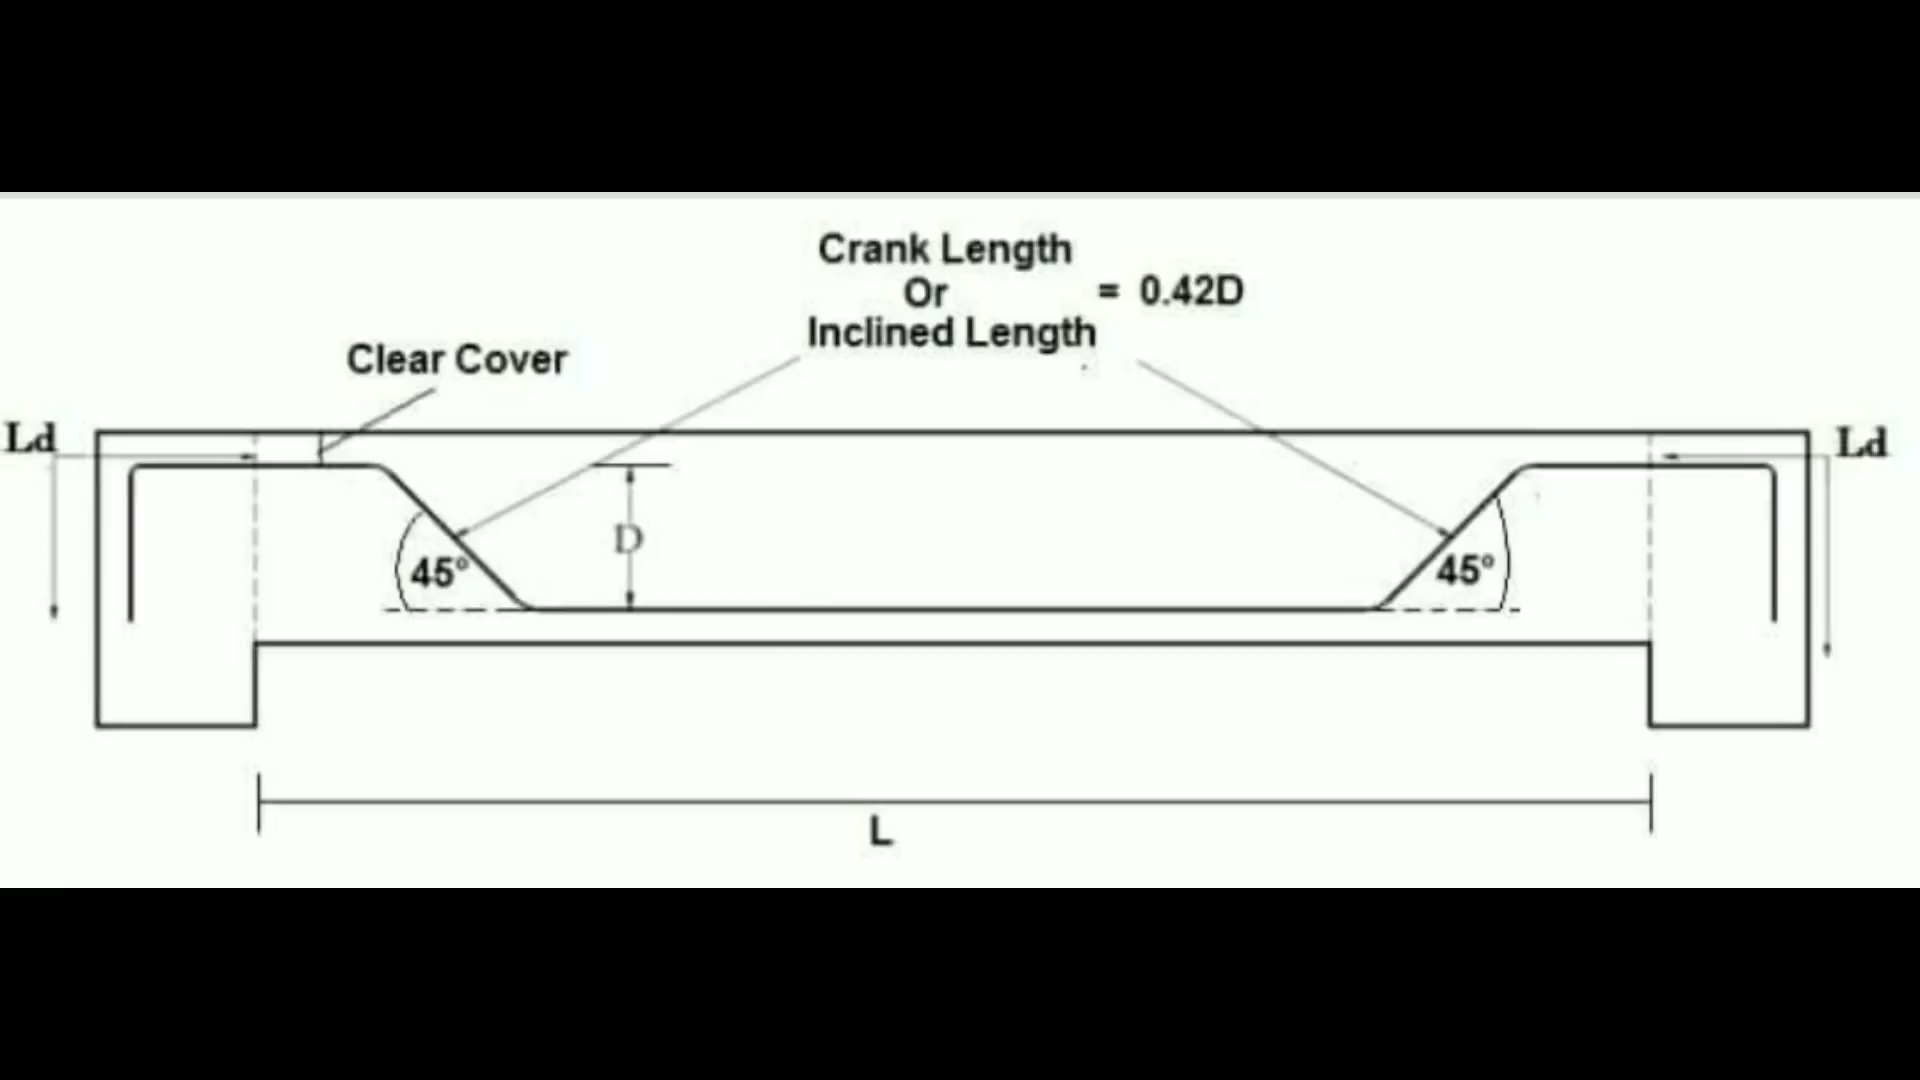 Crank Length
Or
= 0.42D
Inclined Length
Clear Cover
Ld
Ld
D
45°
45°
L